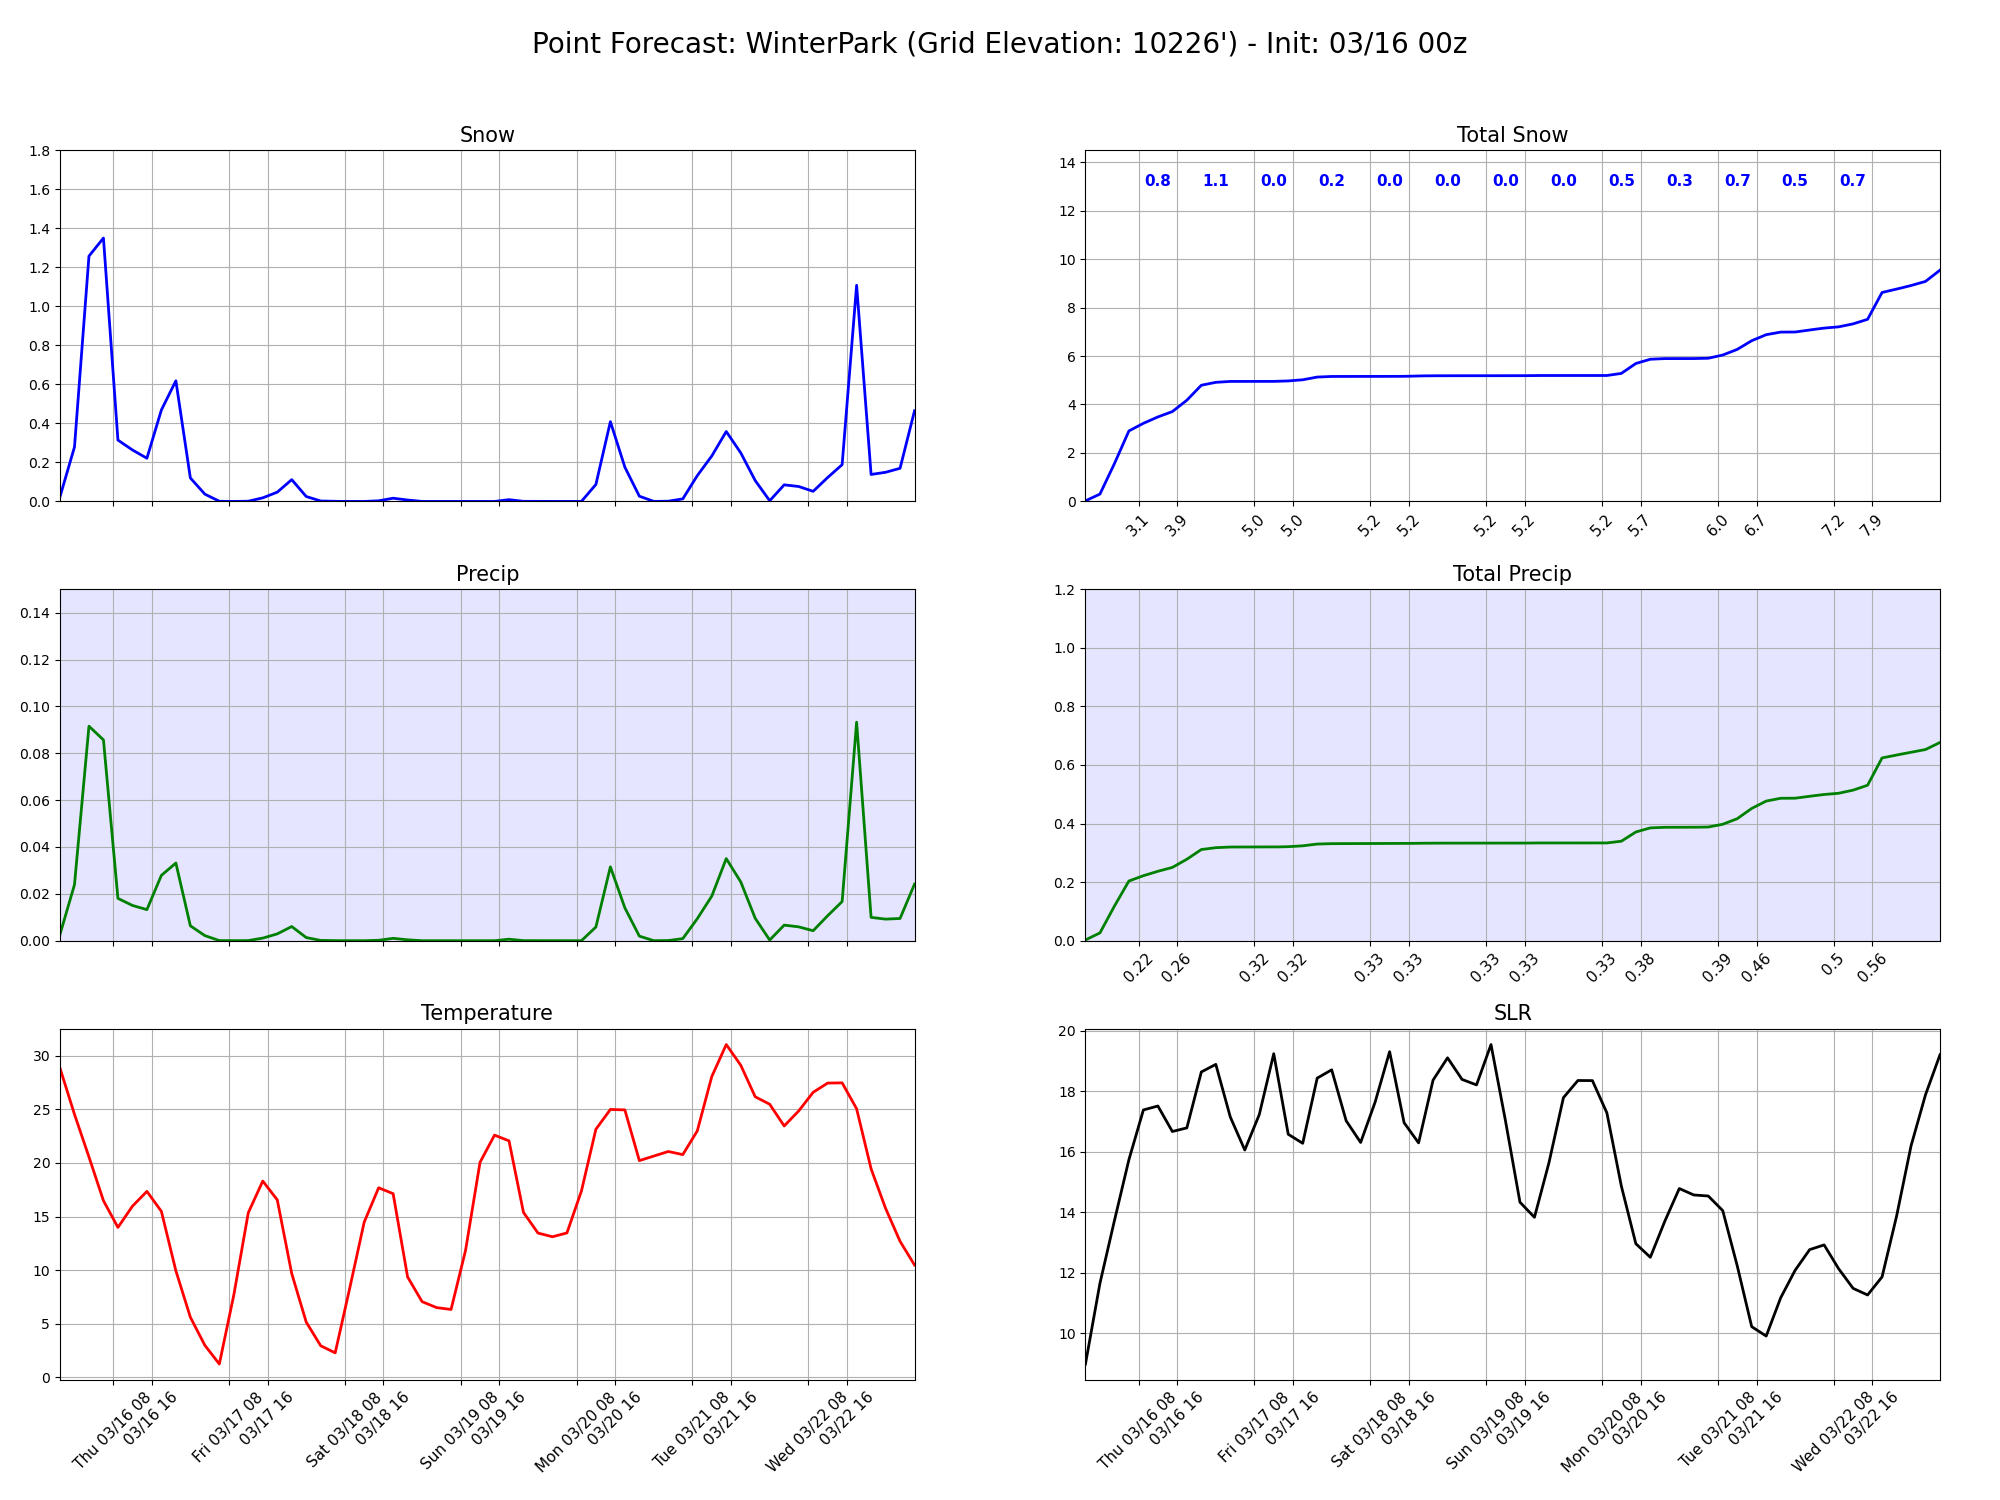 Point Forecast: WinterPark (Grid Elevation: 10226') - Init: 03/16 00z
Snow
1.8
1.6
1.4
1.2
1.0
0.8
0.6
0.4
0.2
0.0
Total Snow
14
12
10
8
6
4
2
0
0.8 1.1 0.0 0.2 0.0 0.0 0.0 0.0 0.5 0.3 0.7 0.5 0.7
3.1 3.9 5.0 5.0 5.2 5.2 5.2 5.2 5.2 5.7 6.0 6.7 7.2 7.9
Precip
0.14
0.12
0.10
0.08
0.06
0.04
0.02
0.00
Total Precip
1.2
1.0
0.8
0.6
0.4
0.2
0.0
0.22 0.26 0.32 0.32 0.33 0.33 0.33 0.33 0.33 0.38 0.39 0.46 0.5 0.56
Temperature
30
25
20
15
10
5
0
Thu 03/16 08
03/16 16
Fri 03/17 08
03/17 16
Sat 03/18 08
03/18 16
Sun 03/19 08
03/19 16
Mon 03/20 08
03/20 16
Tue 03/21 08
03/21 16
Wed 03/22 08
03/22 16
SLR
20
18
16
14
12
10
Thu 03/16 08
03/16 16
Fri 03/17 08
03/17 16
Sat 03/18 08
03/18 16
Sun 03/19 08
03/19 16
Mon 03/20 08
03/20 16
Tue 03/21 08
03/21 16
Wed 03/22 08
03/22 16